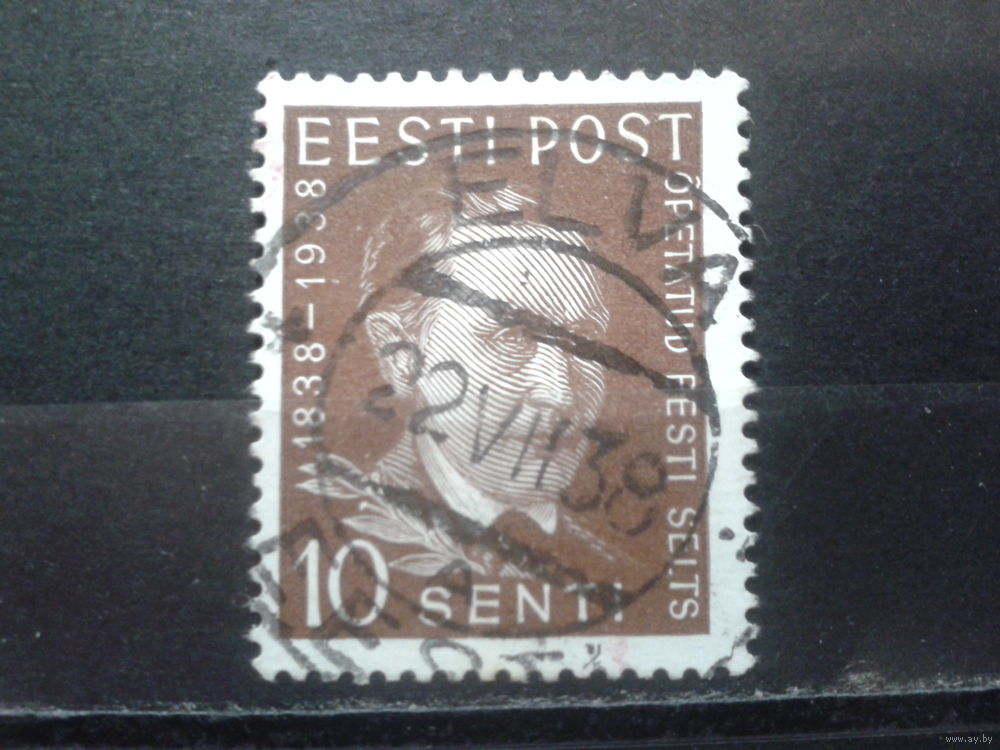 EESTI POST
1838–1938
ÕPETATUD EESTI SELTS
10 SENTI
ELVA
22 VII 38
www.ay.by